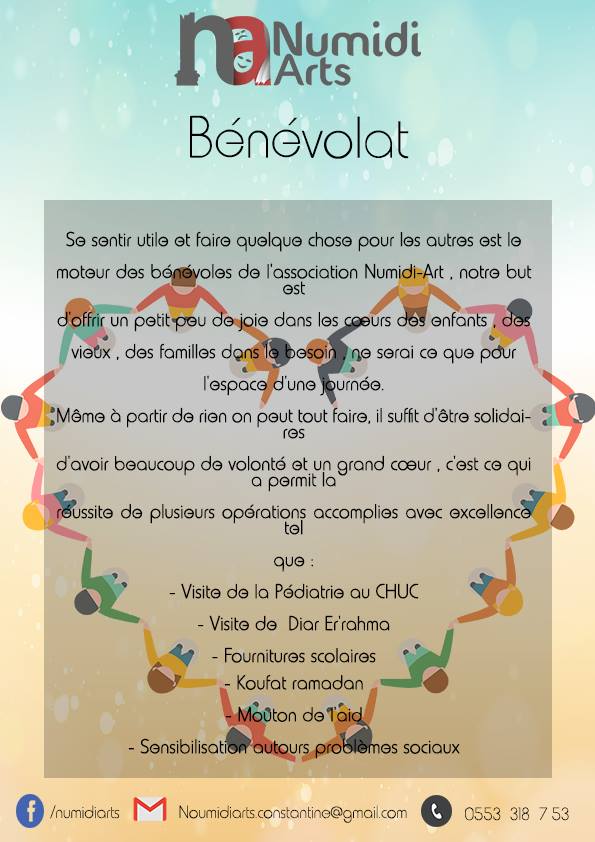 na Numidi
Arts
Bénévolat
Se sentir utile et faire quelque chose pour les autres est le
moteur des bénévoles de l'association Numidi-Art , notre but
est
d'offrir un petit peu de joie dans les cœurs des enfants , des
vieux , des familles dans le besoin , ne serai ce que pour
l'espace d'une journée.
Même à partir de rien on peut tout faire, il suffit d'être solidai-
res
d'avoir beaucoup de volonté et un grand cœur , c'est ce qui
a permit la
réussite de plusieurs opérations accomplies avec excellence
tel
que :
- Visite de la Pédiatrie au CHUC
- Visite de Diar Er'rahma
- Fournitures scolaires
- Koufat ramadan
- Mouton de l'aid
- Sensibilisation autours problèmes sociaux
f /numidiarts Noumidiarts.constantine@gmail.com 0553 318 7 53